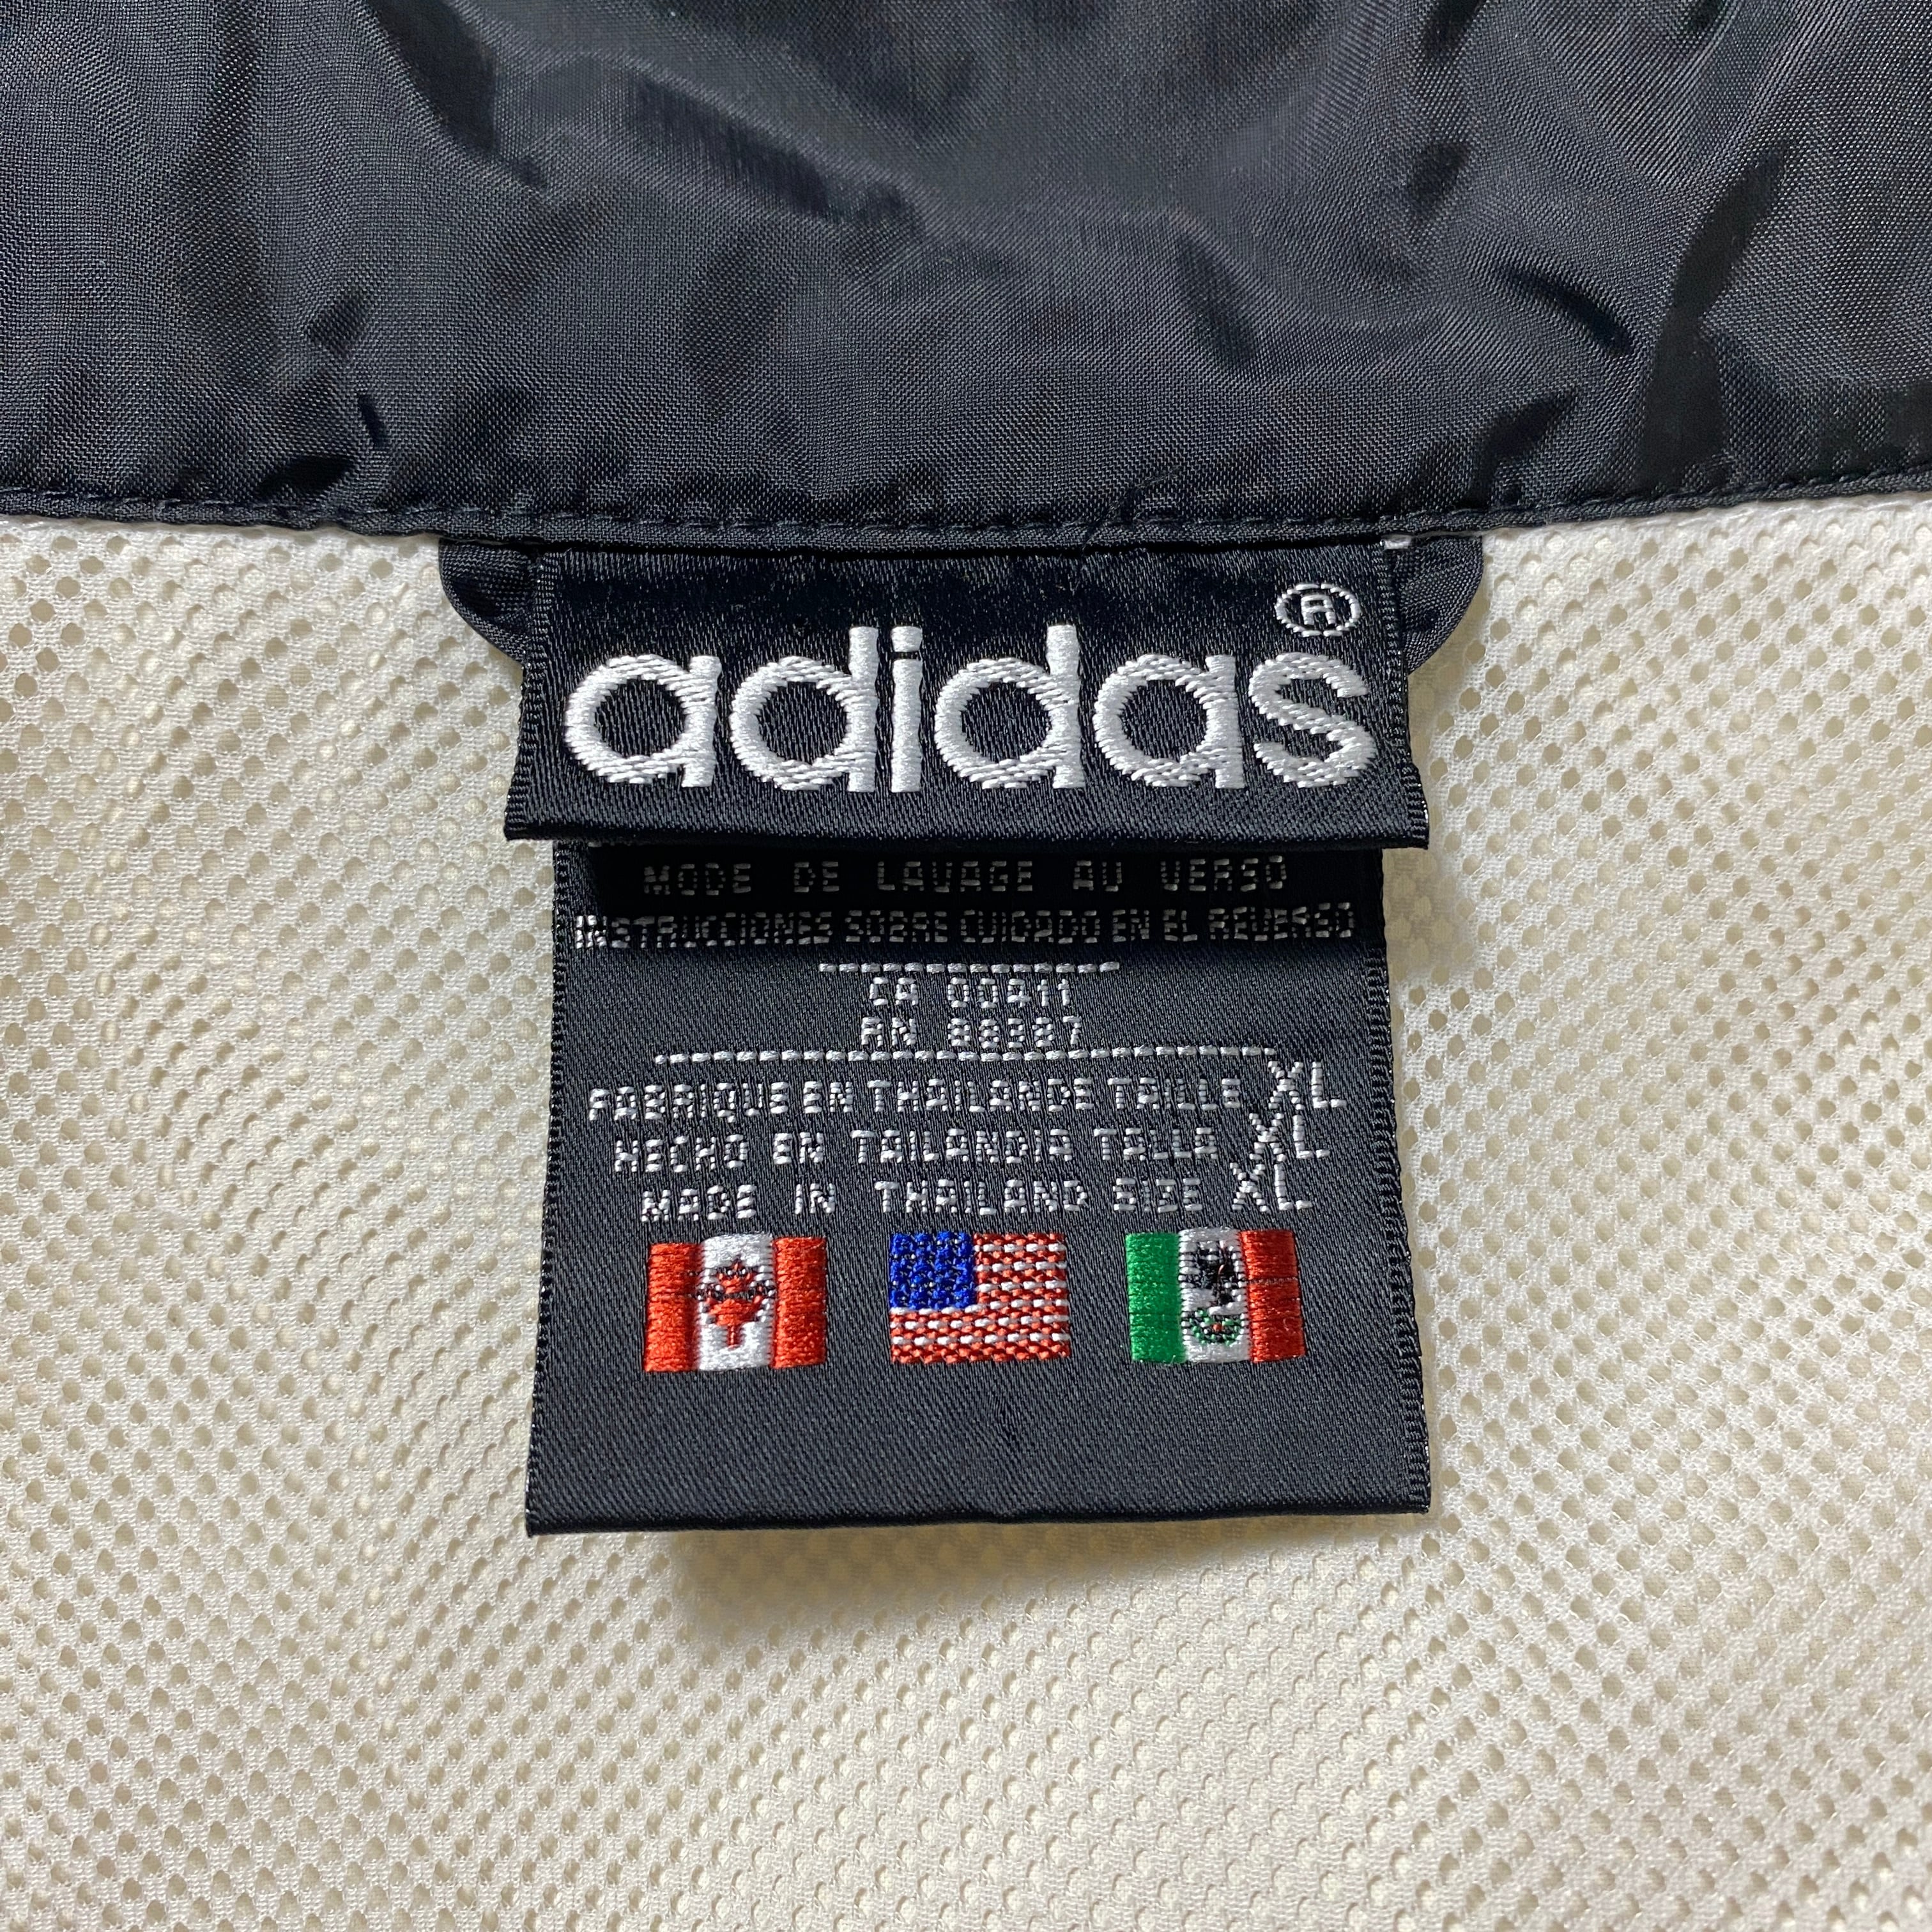 adidas®
MODE DE LAVAGE AU VERSO
INSTRUCCIONES SOBRE CUIDADO EN EL REVERSO
CA 00411
RN 88387
FABRIQUE EN THAILANDE TAILLE XL
HECHO EN TAILANDIA TALLA XL
MADE IN THAILAND SIZE XL